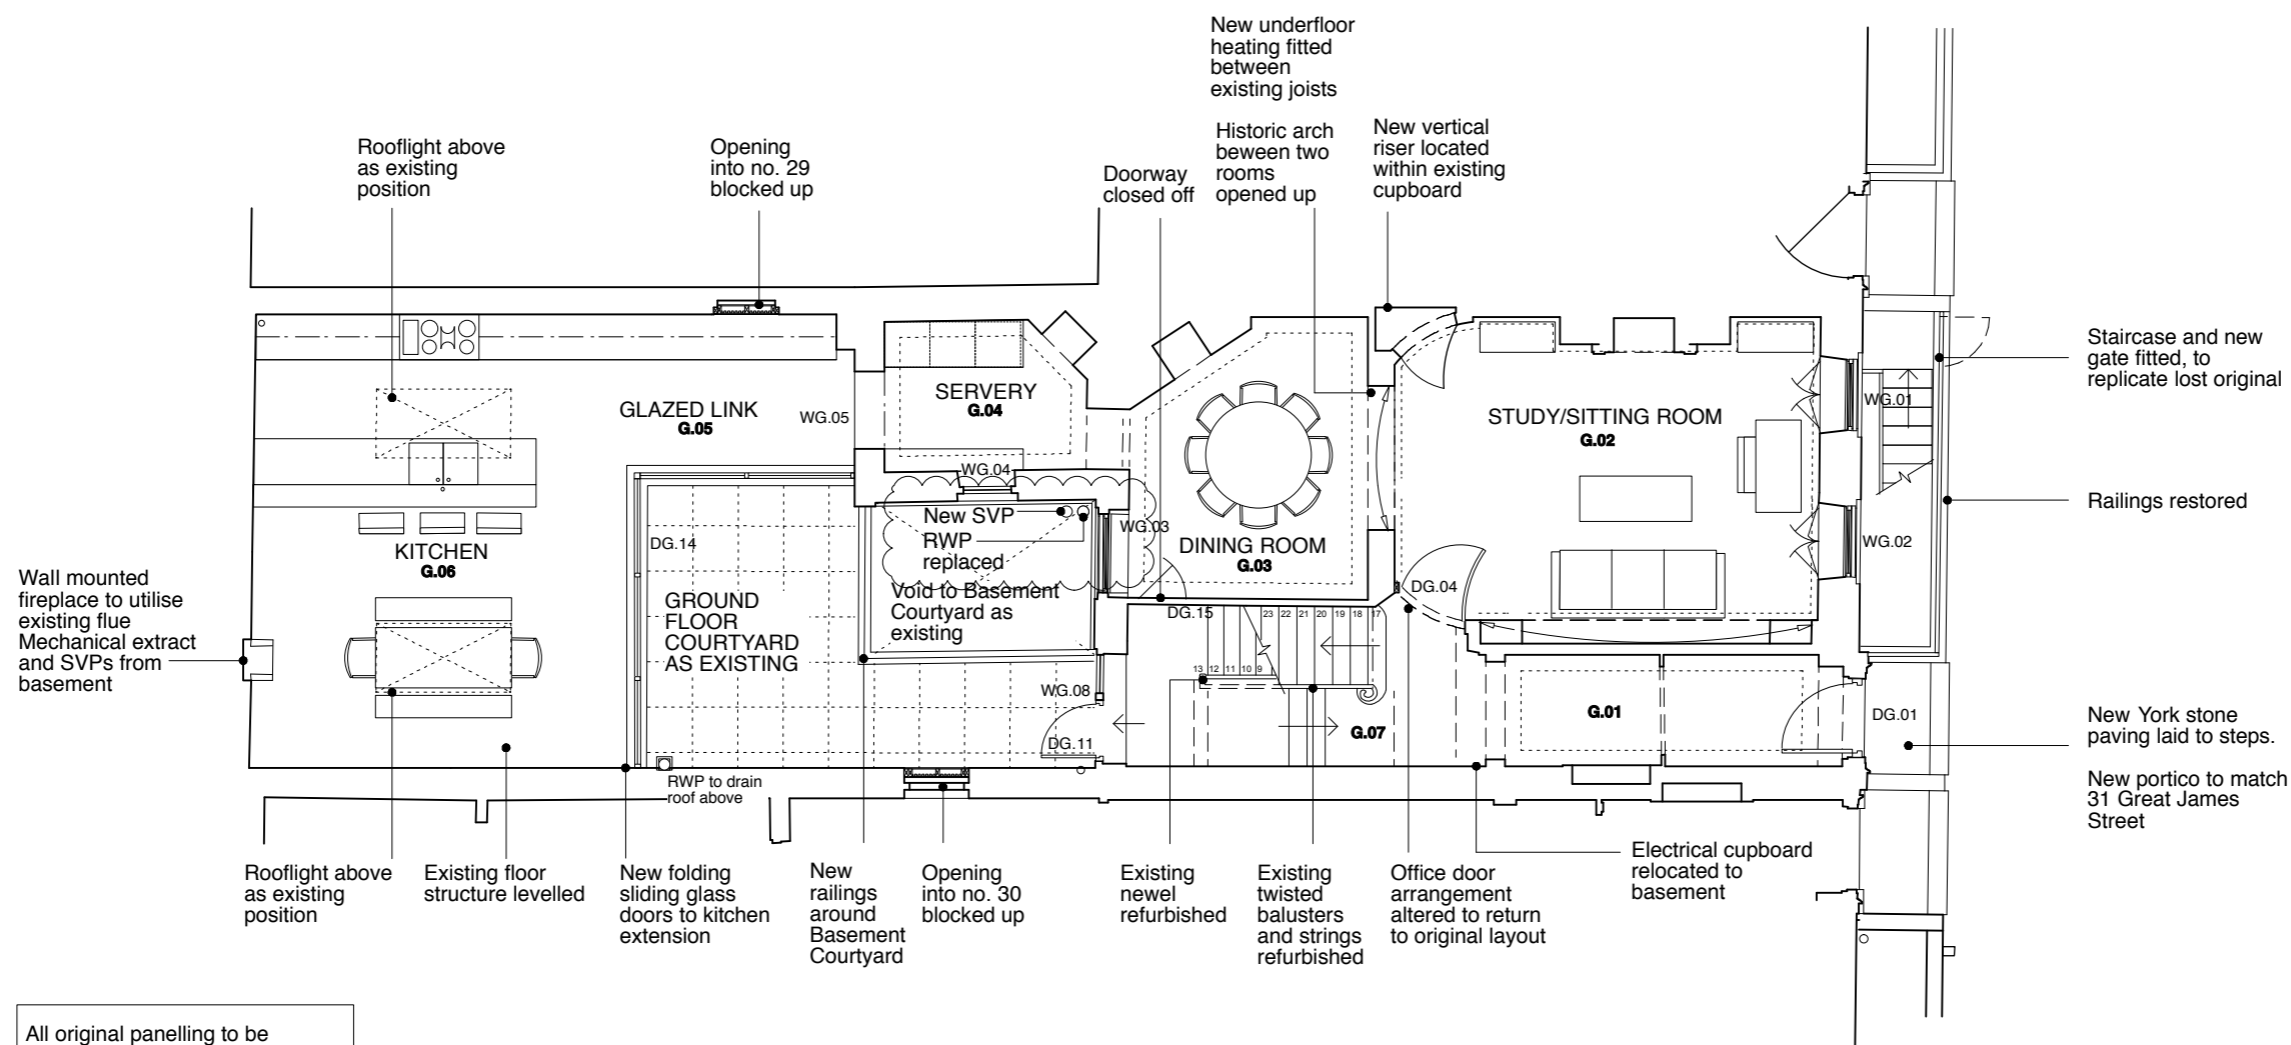 New underfloor
heating fitted
between
existing joists
Rooflight above
as existing
position
Opening
into no. 29
blocked up
Doorway
closed off
Historic arch
beween two
rooms
opened up
New vertical
riser located
within existing
cupboard
Staircase and new
gate fitted, to
replicate lost original
Railings restored
New York stone
paving laid to steps.
New portico to match
31 Great James
Street
GLAZED LINK
G.05
WG.05
SERVERY
G.04
WG.04
STUDY/SITTING ROOM
G.02
WG.01
WG.02
New SVP
RWP
replaced
Void to Basement
Courtyard as
existing
WG.03
DINING ROOM
G.03
DG.04
KITCHEN
G.06
DG.14
GROUND
FLOOR
COURTYARD
AS EXISTING
DG.15
23 22 21 20 19 18 17
13 12 11 10 9
WG.08
DG.11
G.07
G.01
DG.01
Wall mounted
fireplace to utilise
existing flue
Mechanical extract
and SVPs from
basement
RWP to drain
roof above
Rooflight above
as existing
position
Existing floor
structure levelled
New folding
sliding glass
doors to kitchen
extension
New
railings
around
Basement
Courtyard
Opening
into no. 30
blocked up
Existing
newel
refurbished
Existing
twisted
balusters
and strings
refurbished
Office door
arrangement
altered to return
to original layout
Electrical cupboard
relocated to
basement
All original panelling to be